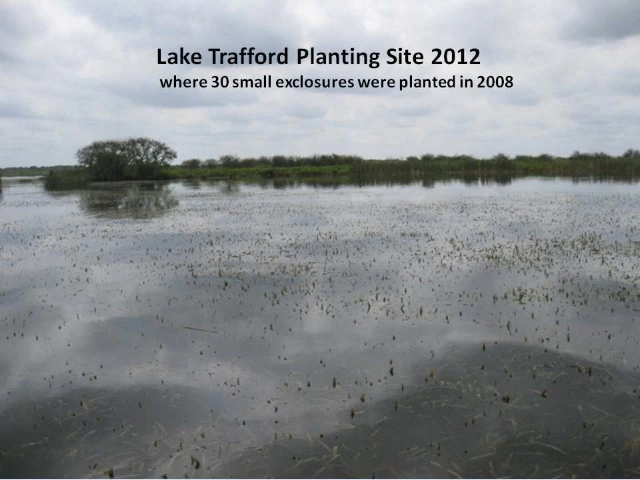 Lake Trafford Planting Site 2012
where 30 small exclosures were planted in 2008